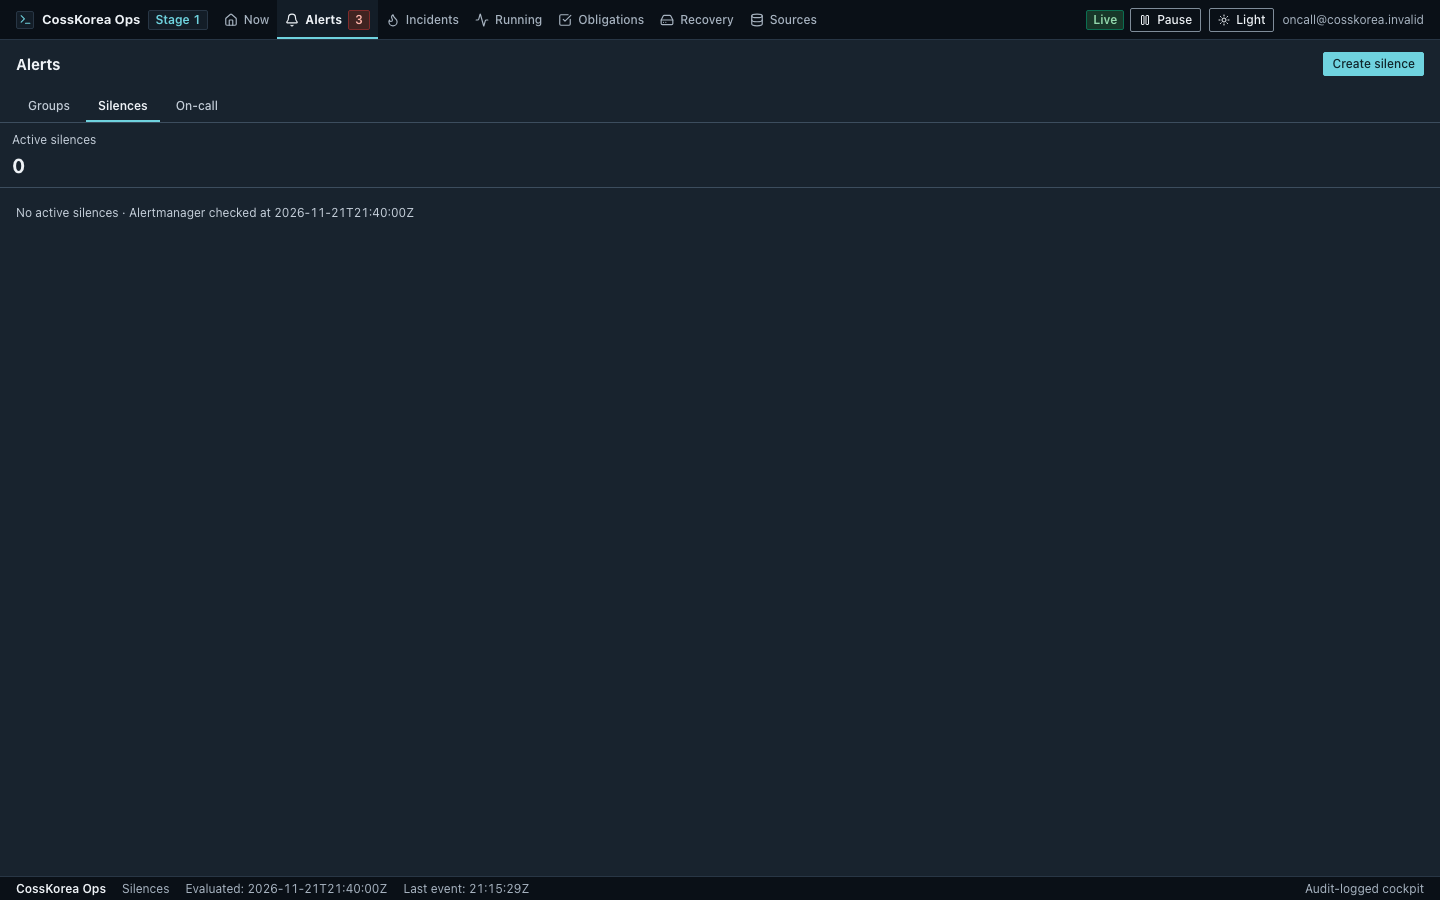 CossKorea Ops Stage 1 Now Alerts 3 Incidents Running Obligations Recovery Sources Live Pause Light oncall@cosskorea.invalid
Alerts Create silence
Groups Silences On-call
Active silences
0
No active silences · Alertmanager checked at 2026-11-21T21:40:00Z
CossKorea Ops Silences Evaluated: 2026-11-21T21:40:00Z Last event: 21:15:29Z Audit-logged cockpit